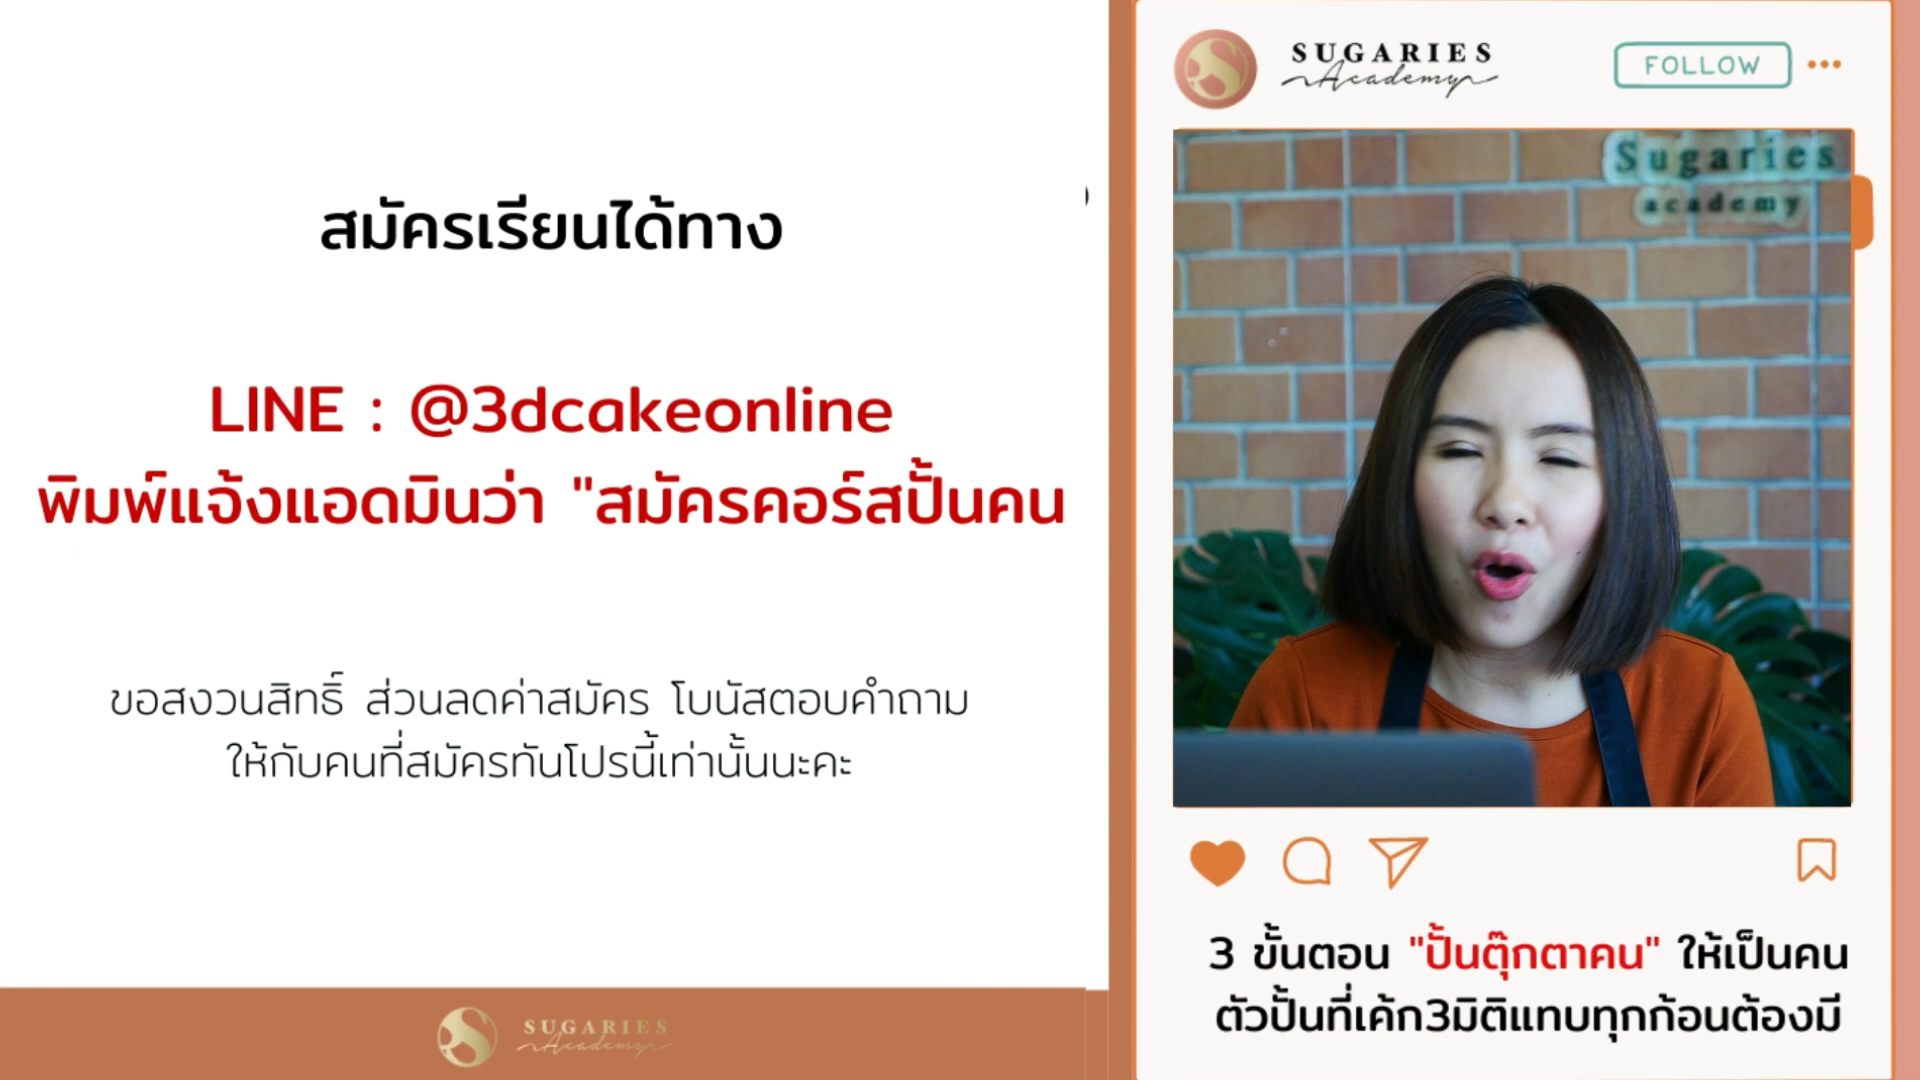 สมัครเรียนได้ทาง
LINE : @3dcakeonline
พิมพ์แจ้งแอดมินว่า "สมัครคอร์สปั้นคน
ขอสงวนสิทธิ์ ส่วนลดค่าสมัคร โบนัสตอบคำถาม
ให้กับคนที่สมัครทันโปรนี้เท่านั้นนะคะ
SUGARIES
Academy
SUGARIES
Academy
FOLLOW
Sugaries
academy
3 ขั้นตอน "ปั้นตุ๊กตาคน" ให้เป็นคน
ตัวปั้นที่เค้ก3มิติแทบทุกก้อนต้องมี